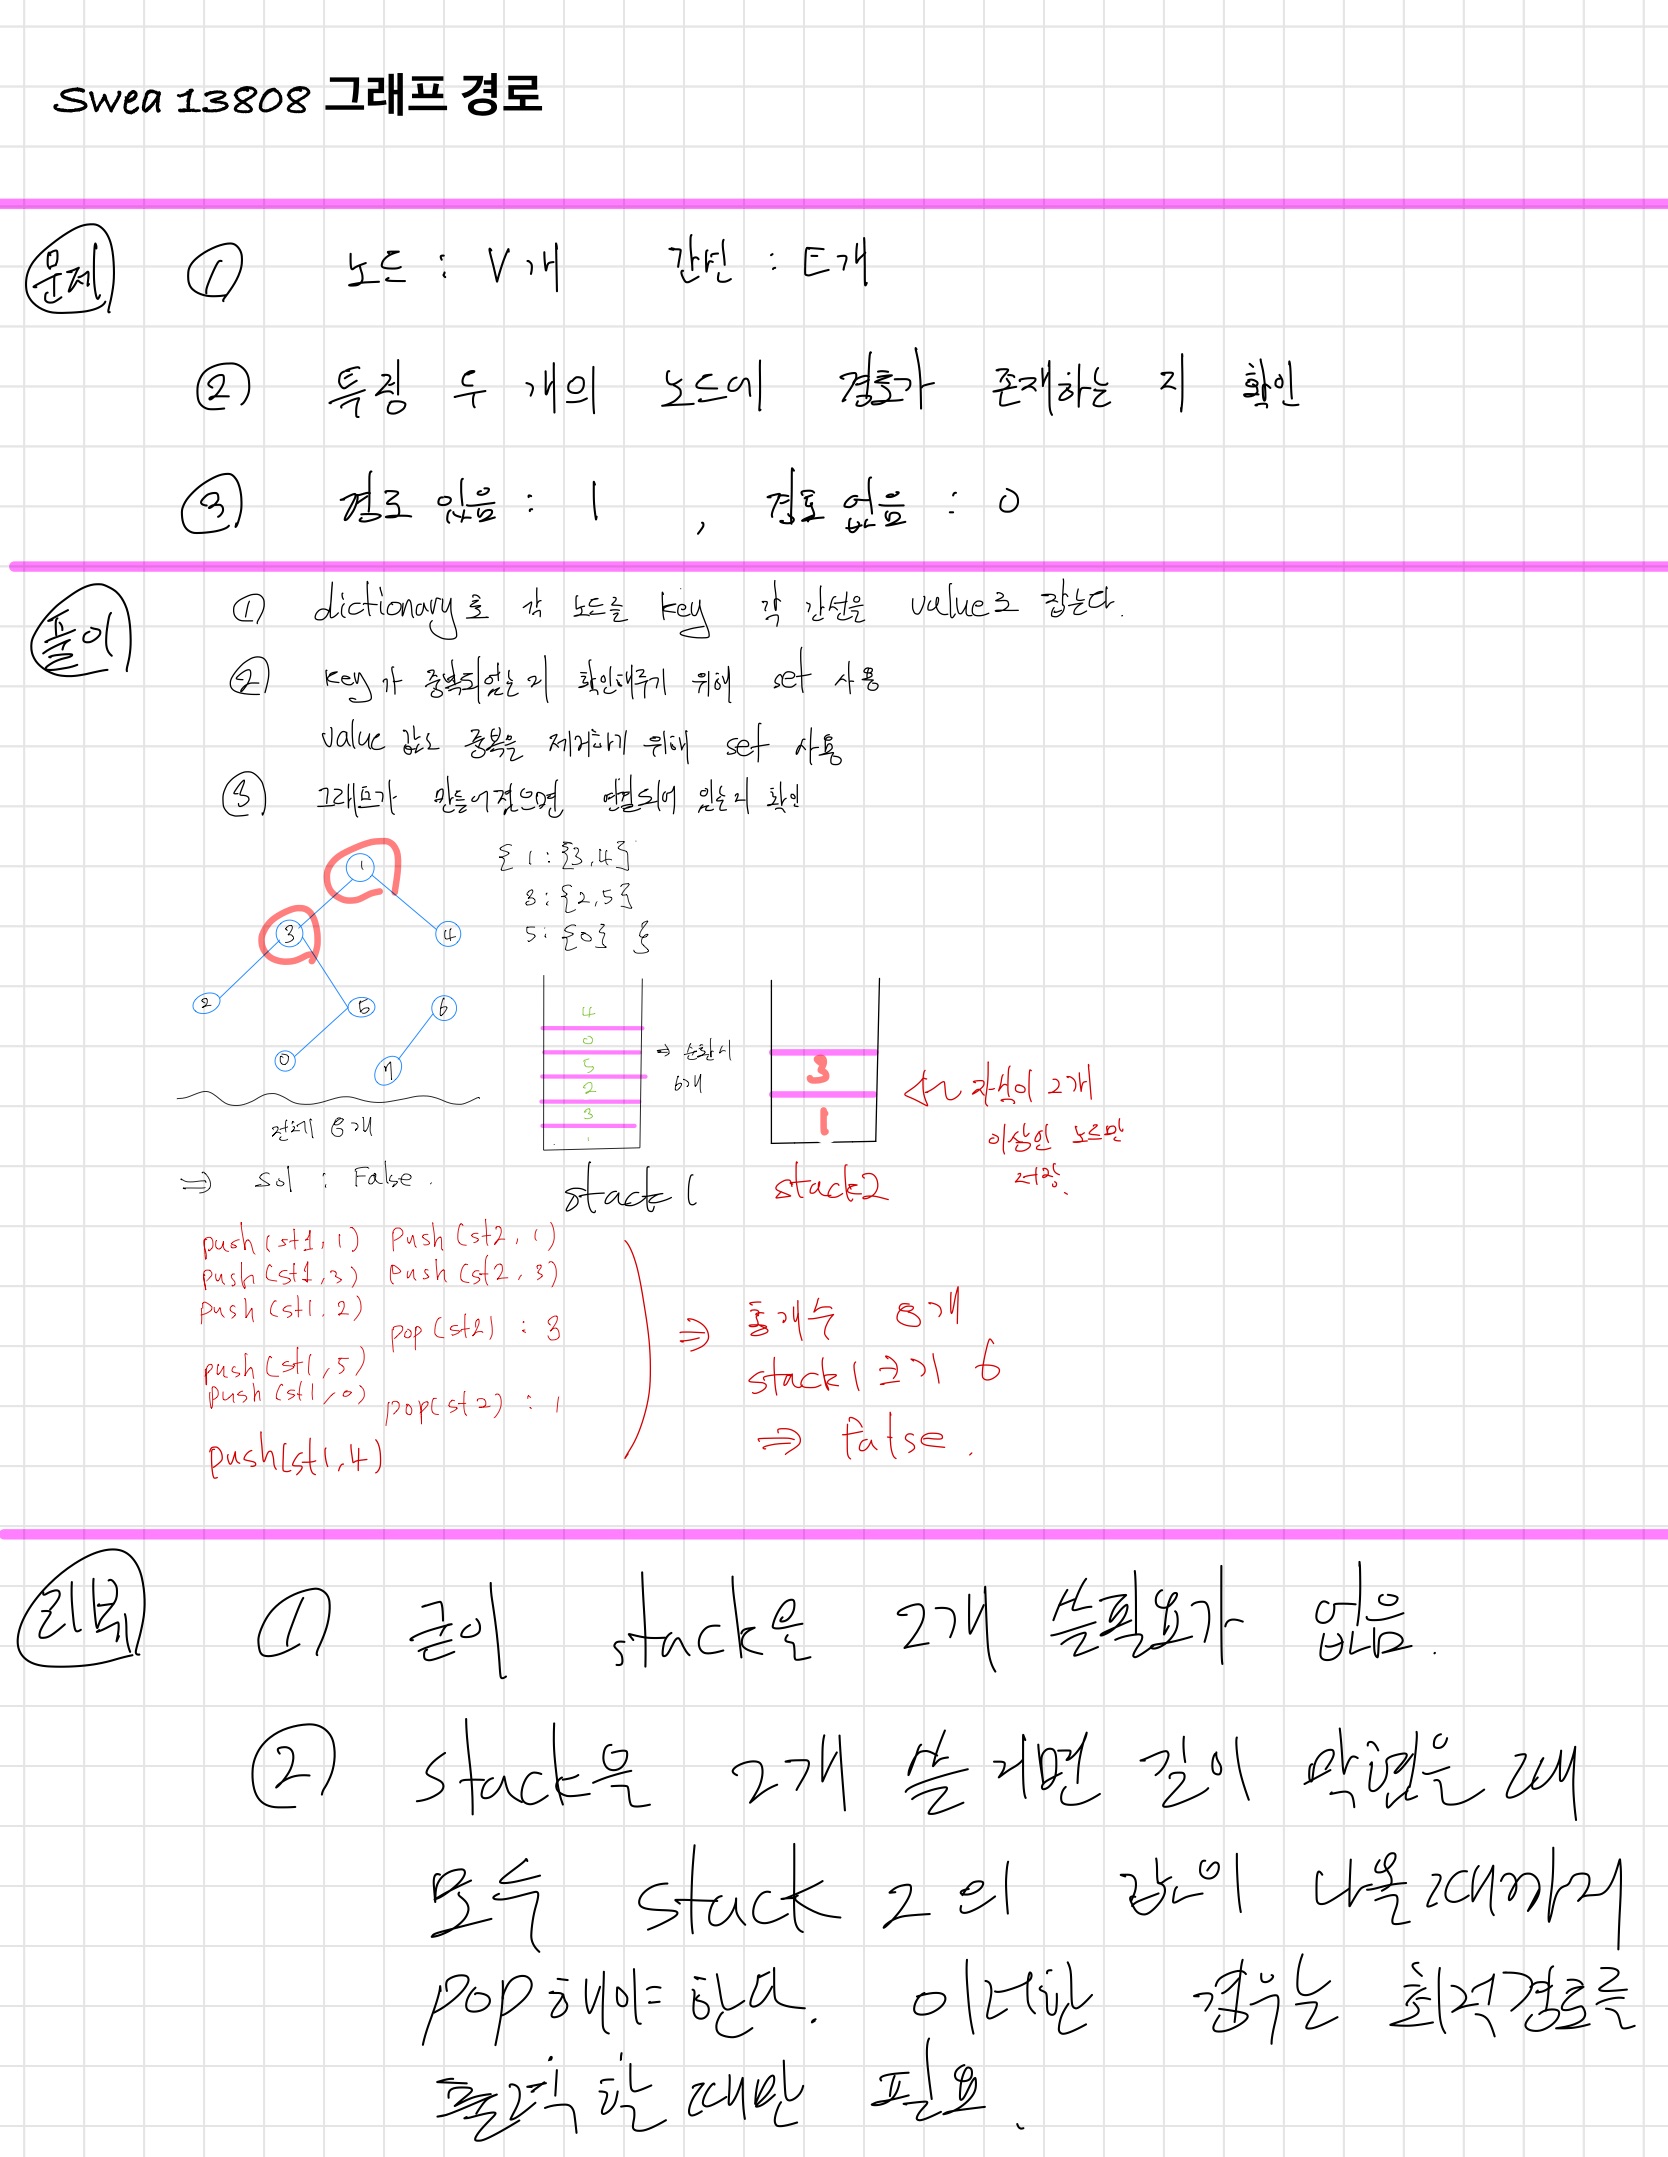 Swea 13808 그래프 경로
문제
① 노드 : V개 간선 : E개
② 특정 두 개의 노드에 경로가 존재하는 지 확인
③ 경로 있음 : 1 , 경로 없음 : 0
풀이
① dictionary로 각 노드를 key 각 간선을 value로 잡는다.
② key가 중복되었는지 확인해주기 위해 set 사용
value 값도 중복을 제거하기 위해 set 사용
③ 그래프가 만들어졌으면 연결되어 있는지 확인
1
3
4
2
5
6
0
7
전체 8개
⇒ sol : False.
{ 1 : {3,4}
3 : {2,5}
5 : {0} }
4
0
5
2
3
1
⇒ 순환시
6개
stack1
3
1
stack2
자식이 2개
이상인 노드만
저장.
push(st1,1) push(st2,1)
push(st1,3) push(st2,3)
push(st1.2)
pop(st2) : 3
push(st1,5)
push(st1,0)
pop(st2) : 1
push(st1,4)
⇒ 총개수 8개
stack1크기 6
⇒ false.
리뷰
① 굳이 stack을 2개 쓸필요가 없음.
② stack을 2개 쓸 거면 길이 막혔을 때
모두 stack2의 값이 나올때까지
pop해야한다. 이러한 경우는 최적경로를
출력할때만 필요.